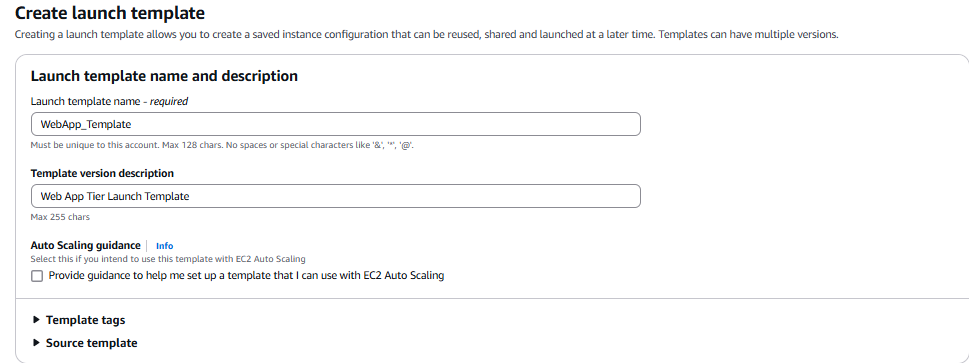 Create launch template
Creating a launch template allows you to create a saved instance configuration that can be reused, shared and launched at a later time. Templates can have multiple versions.
Launch template name and description
Launch template name - required
WebApp_Template
Must be unique to this account. Max 128 chars. No spaces or special characters like '&', '*', '@'.
Template version description
Web App Tier Launch Template
Max 255 chars
Auto Scaling guidance | Info
Select this if you intend to use this template with EC2 Auto Scaling
Provide guidance to help me set up a template that I can use with EC2 Auto Scaling
Template tags
Source template